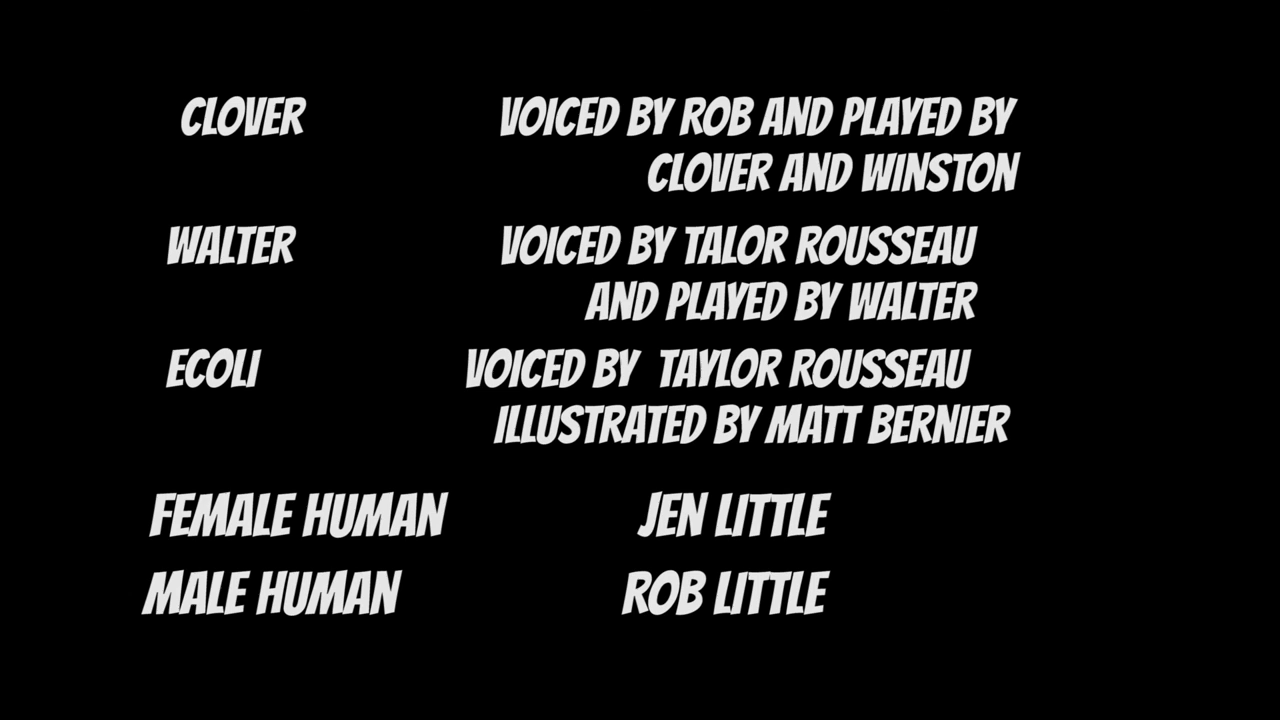 CLOVER VOICED BY ROB AND PLAYED BY
CLOVER AND WINSTON
WALTER VOICED BY TALOR ROUSSEAU
AND PLAYED BY WALTER
ECOLI VOICED BY TAYLOR ROUSSEAU
ILLUSTRATED BY MATT BERNIER
FEMALE HUMAN JEN LITTLE
MALE HUMAN ROB LITTLE